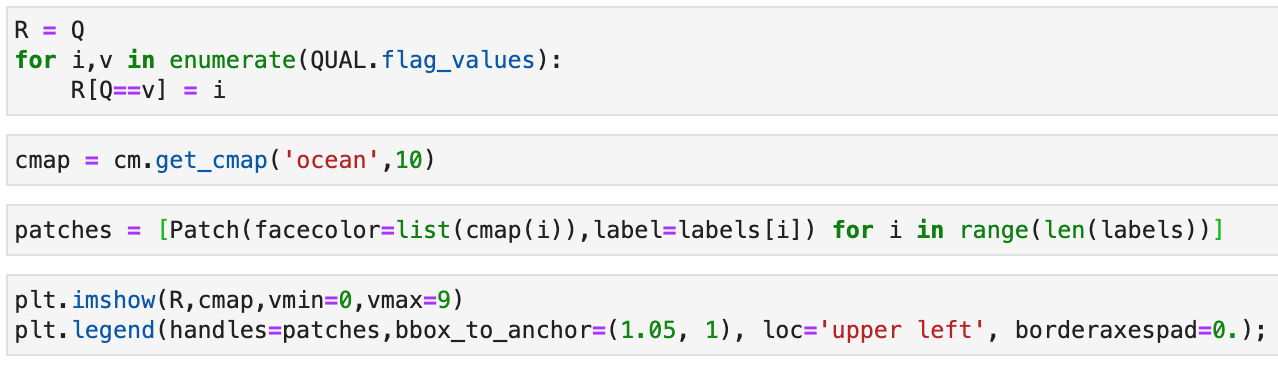 R = Q
for i,v in enumerate(QUAL.flag_values):
    R[Q==v] = i
cmap = cm.get_cmap('ocean',10)
patches = [Patch(facecolor=list(cmap(i)),label=labels[i]) for i in range(len(labels))]
plt.imshow(R,cmap,vmin=0,vmax=9)
plt.legend(handles=patches,bbox_to_anchor=(1.05, 1), loc='upper left', borderaxespad=0.);